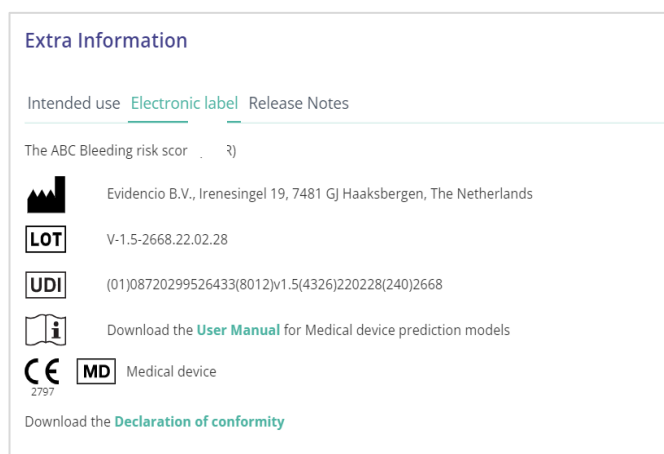 Extra Information
Intended use Electronic label Release Notes
The ABC Bleeding risk R)
Evidencio B.V., Irenesingel 19, 7481 GJ Haaksbergen, The Netherlands
LOT V-1.5-2668.22.02.28
UDI (01)08720299526433(8012)v1.5(4326)220228(240)2668
i Download the User Manual for Medical device prediction models
CE MD Medical device
2797
Download the Declaration of conformity